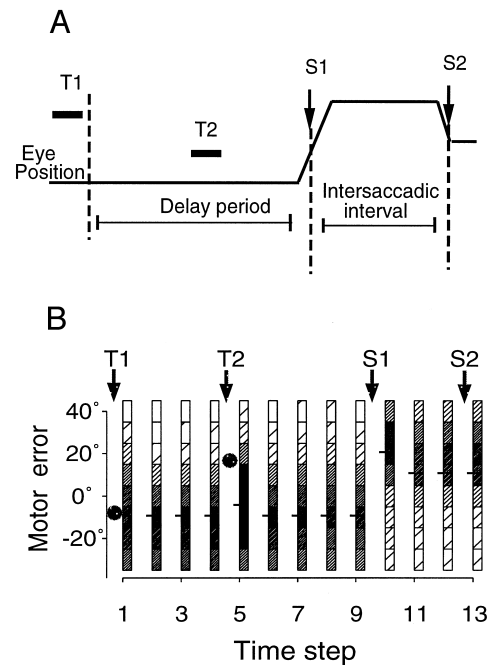 A
T1
S1
S2
T2
Eye
Position
Delay period
Intersaccadic
interval
B
T1 T2 S1 S2
40°
20°
0°
-20°
Motor error
1 3 5 7 9 11 13
Time step